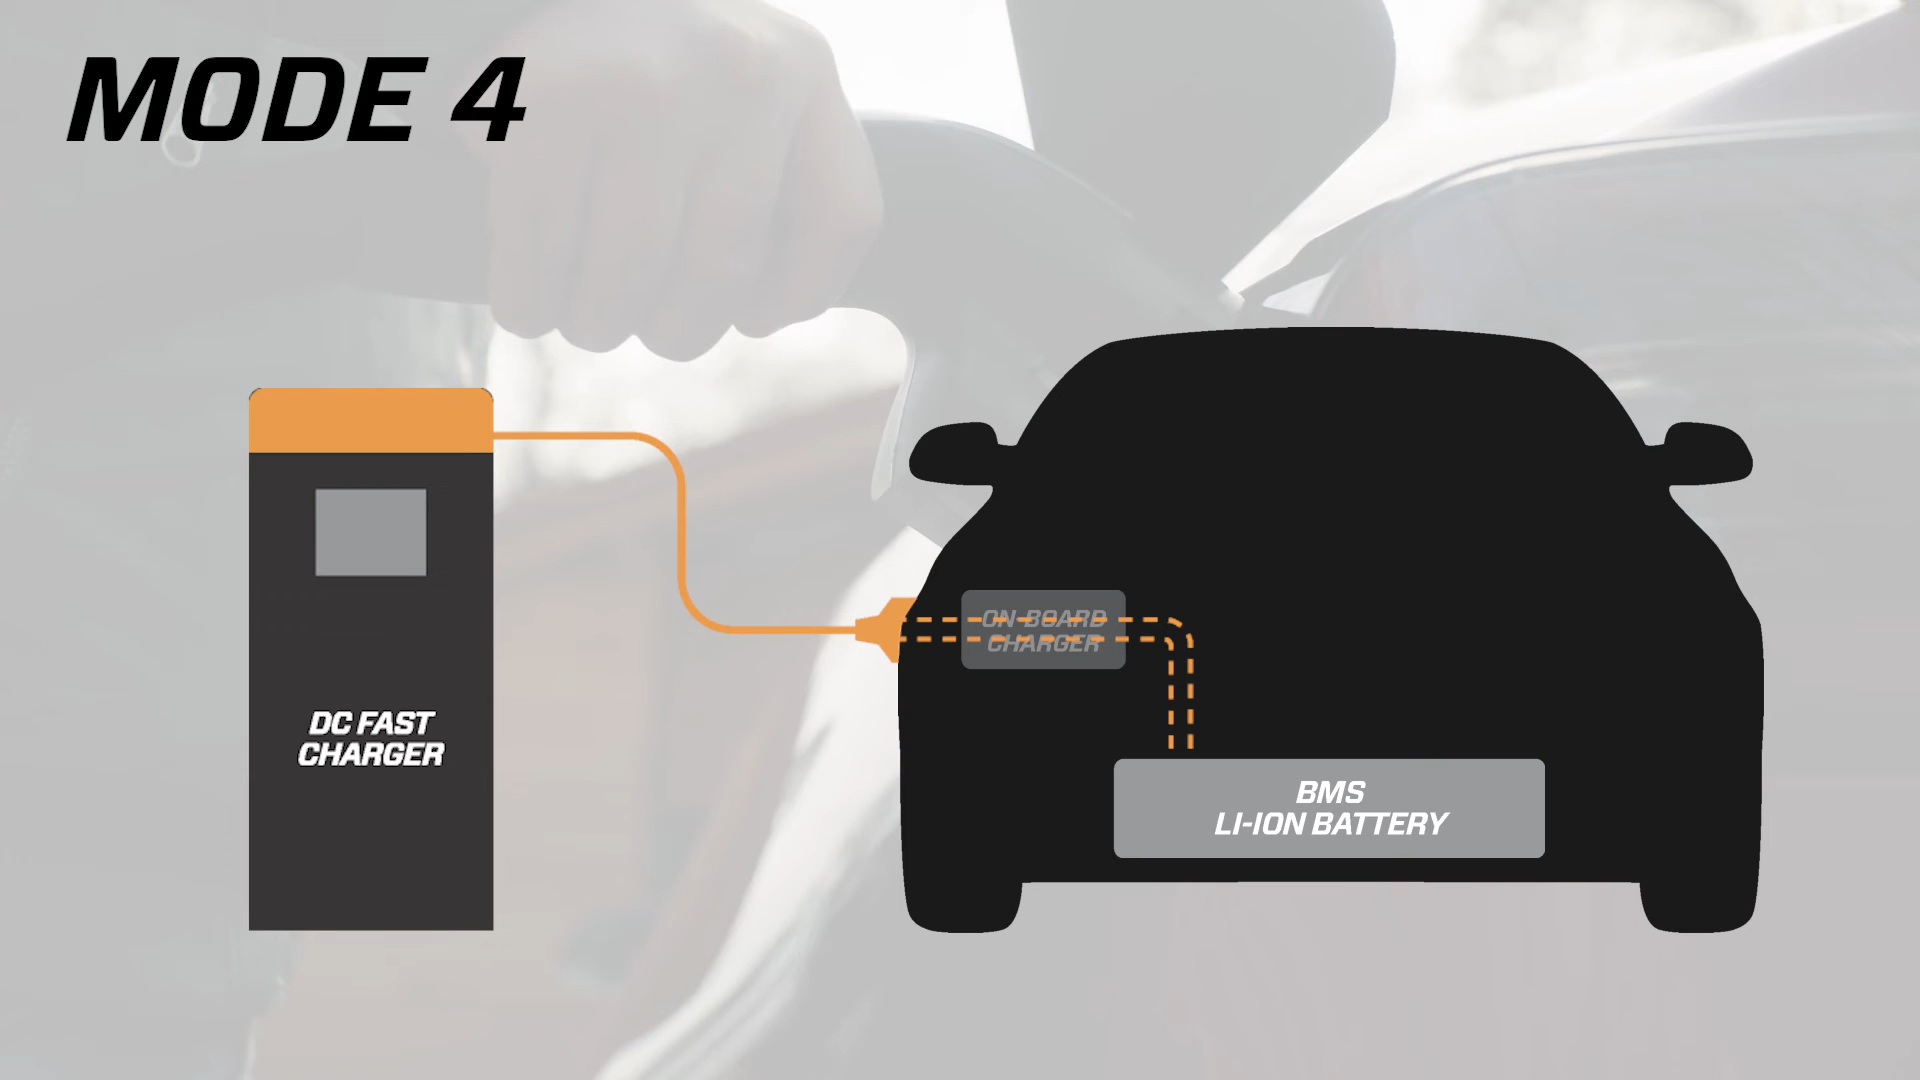 MODE 4
DC FAST
CHARGER
ON-BOARD
CHARGER
BMS
LI-ION BATTERY